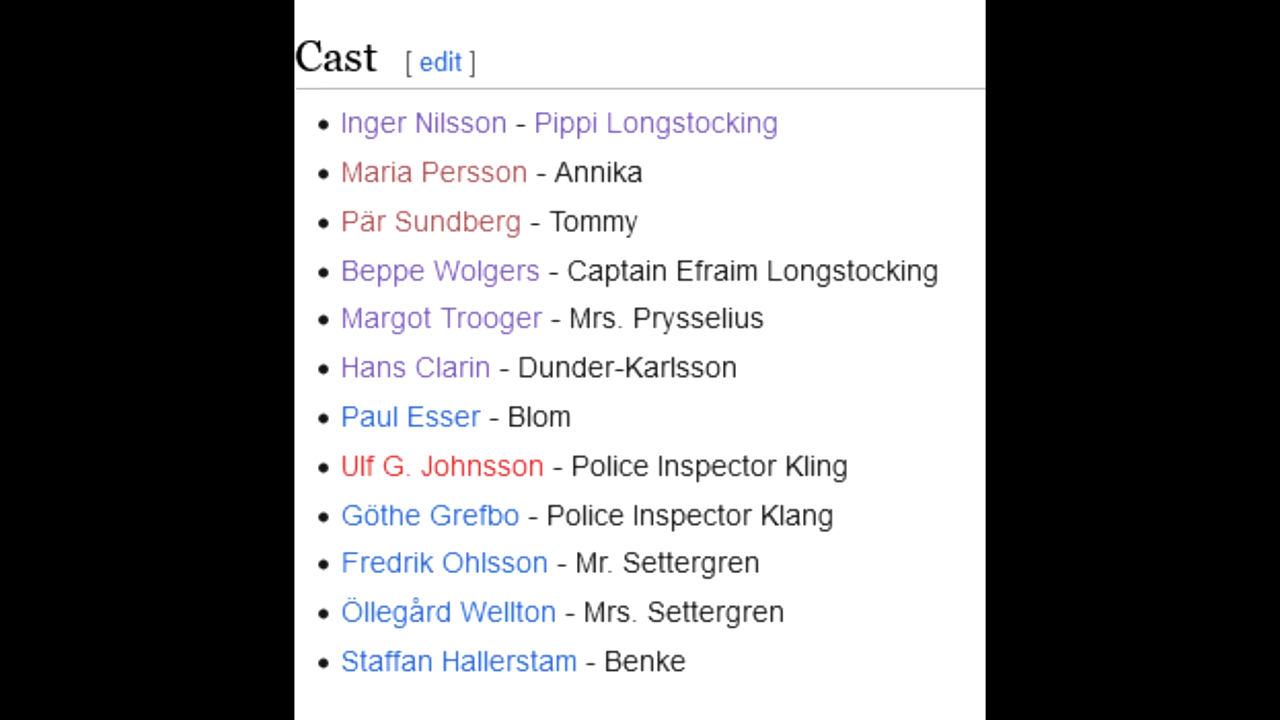 Cast [ edit ]
Inger Nilsson - Pippi Longstocking
Maria Persson - Annika
Pär Sundberg - Tommy
Beppe Wolgers - Captain Efraim Longstocking
Margot Trooger - Mrs. Prysselius
Hans Clarin - Dunder-Karlsson
Paul Esser - Blom
Ulf G. Johnsson - Police Inspector Kling
Göthe Grefbo - Police Inspector Klang
Fredrik Ohlsson - Mr. Settergren
Öllegård Wellton - Mrs. Settergren
Staffan Hallerstam - Benke